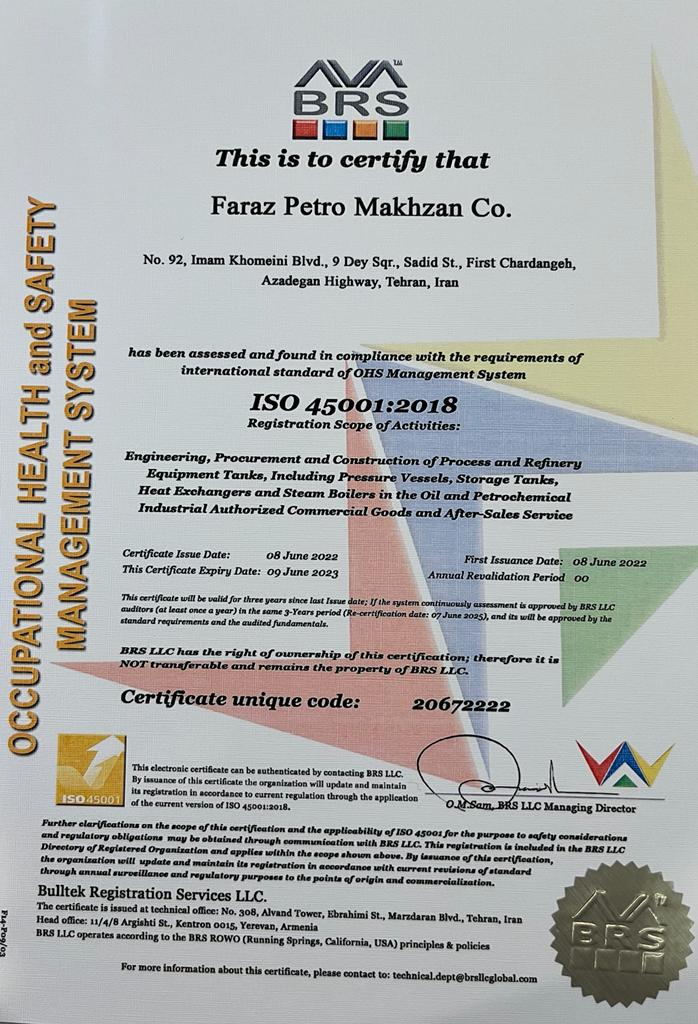 BRS
TM
This is to certify that
Faraz Petro Makhzan Co.
No. 92, Imam Khomeini Blvd., 9 Dey Sqr., Sadid St., First Chardangeh,
Azadegan Highway, Tehran, Iran
OCCUPATIONAL HEALTH and SAFETY
MANAGEMENT SYSTEM
has been assessed and found in compliance with the requirements of
international standard of OHS Management System
ISO 45001:2018
Registration Scope of Activities:
Engineering, Procurement and Construction of Process and Refinery
Equipment Tanks, Including Pressure Vessels, Storage Tanks,
Heat Exchangers and Steam Boilers in the Oil and Petrochemical
Industrial Authorized Commercial Goods and After-Sales Service
Certificate Issue Date: 08 June 2022 First Issuance Date: 08 June 2022
This Certificate Expiry Date: 09 June 2023 Annual Revalidation Period 00
This certificate will be valid for three years since last Issue date; If the system continuously assessment is approved by BRS LLC
auditors (at least once a year) in the same 3-Years period (Re-certification date: 07 June 2025), and its will be approved by the
standard requirements and the audited fundamentals.
BRS LLC has the right of ownership of this certification; therefore it is
NOT transferable and remains the property of BRS LLC.
Certificate unique code: 20672222
ISO 45001
This electronic certificate can be authenticated by contacting BRS LLC.
By issuance of this certificate the organization will update and maintain
its registration in accordance to current regulation through the application
of the current version of ISO 45001:2018.
O.M.Sam, BRS LLC Managing Director
Further clarifications on the scope of this certification and the applicability of ISO 45001 for the purpose to safety considerations
and regulatory obligations may be obtained through communication with BRS LLC. This registration is included in the BRS LLC
Directory of Registered Organization and applies within the scope shown above. By issuance of this certification,
the organization will update and maintain its registration in accordance with current revisions of standard
through annual surveillance and regulatory purposes to the points of origin and commercialization.
Bulltek Registration Services LLC.
The certificate is issued at technical office: No. 308, Alvand Tower, Ebrahimi St., Marzdaran Blvd., Tehran, Iran
Head office: 11/4/8 Argishti St., Kentron 0015, Yerevan, Armenia
BRS LLC operates according to the BRS ROWO (Running Springs, California, USA) principles & policies
For more information about this certificate, please contact to: technical.dept@brsllcglobal.com
F14-P09/03
BRS